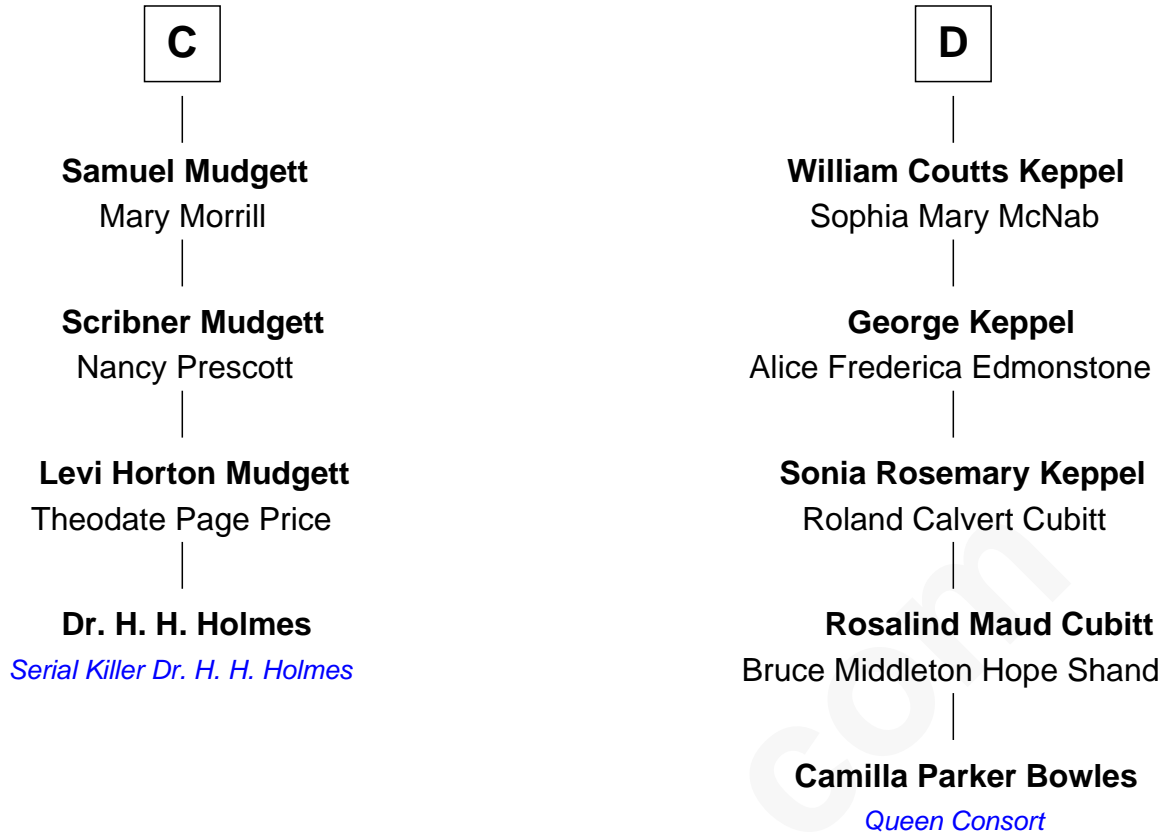 C
Samuel Mudgett
Mary Morrill
Scribner Mudgett
Nancy Prescott
Levi Horton Mudgett
Theodate Page Price
Dr. H. H. Holmes
Serial Killer Dr. H. H. Holmes
D
William Coutts Keppel
Sophia Mary McNab
George Keppel
Alice Frederica Edmonstone
Sonia Rosemary Keppel
Roland Calvert Cubitt
Rosalind Maud Cubitt
Bruce Middleton Hope Shand
Camilla Parker Bowles
Queen Consort
com